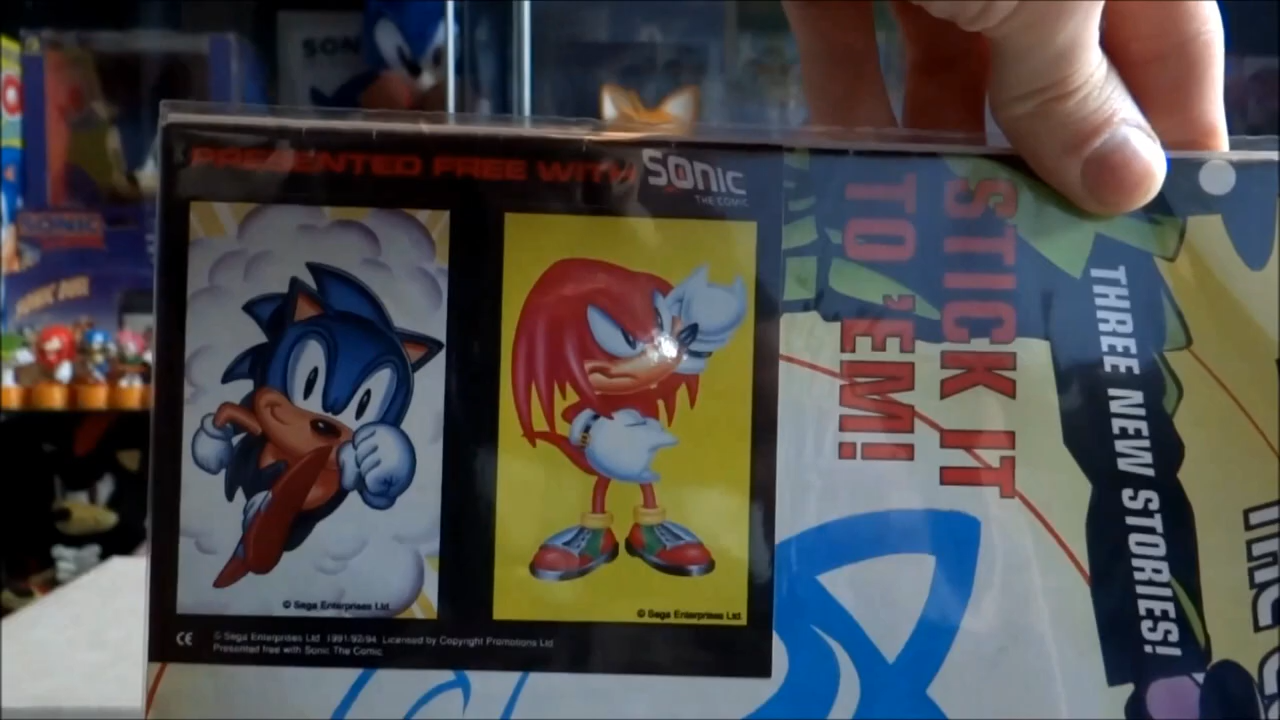 SON
PRESENTED FREE WITH SONIC
THE COMIC
© Sega Enterprises Ltd.
© Sega Enterprises Ltd.
CE
© Sega Enterprises Ltd 1991/92/94. Licensed by Copyright Promotions Ltd
Presented free with Sonic The Comic
STICK IT
TO 'EM!
THREE NEW STORIES!